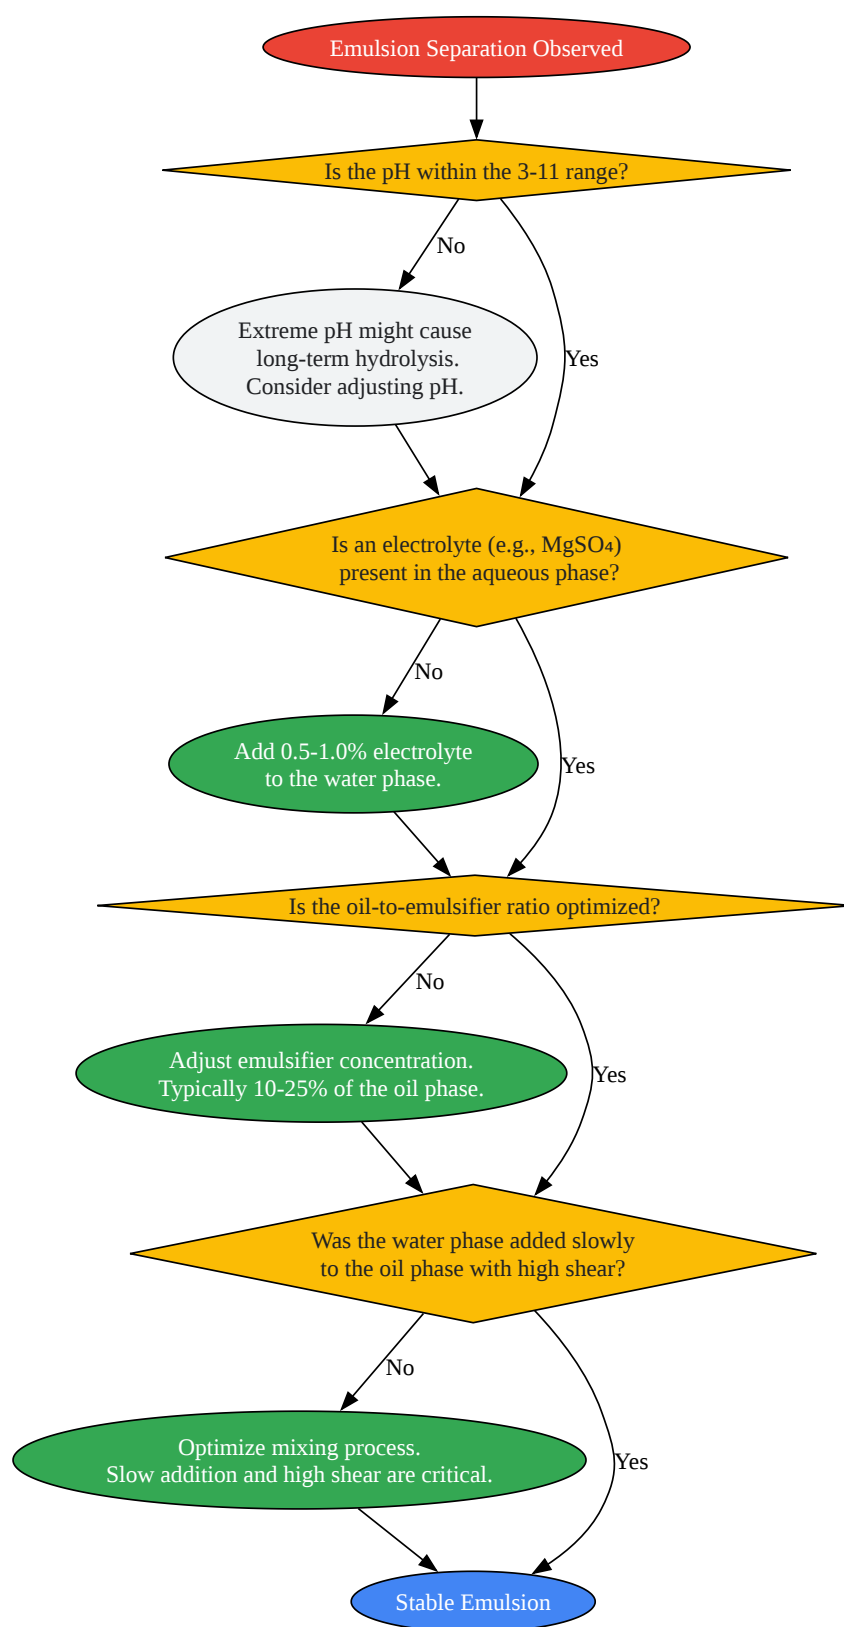 Emulsion Separation Observed
Is the pH within the 3-11 range?
No
Extreme pH might cause
long-term hydrolysis.
Consider adjusting pH.
Yes
Is an electrolyte (e.g., MgSO₄)
present in the aqueous phase?
No
Add 0.5-1.0% electrolyte
to the water phase.
Yes
Is the oil-to-emulsifier ratio optimized?
No
Adjust emulsifier concentration.
Typically 10-25% of the oil phase.
Yes
Was the water phase added slowly
to the oil phase with high shear?
No
Optimize mixing process.
Slow addition and high shear are critical.
Yes
Stable Emulsion